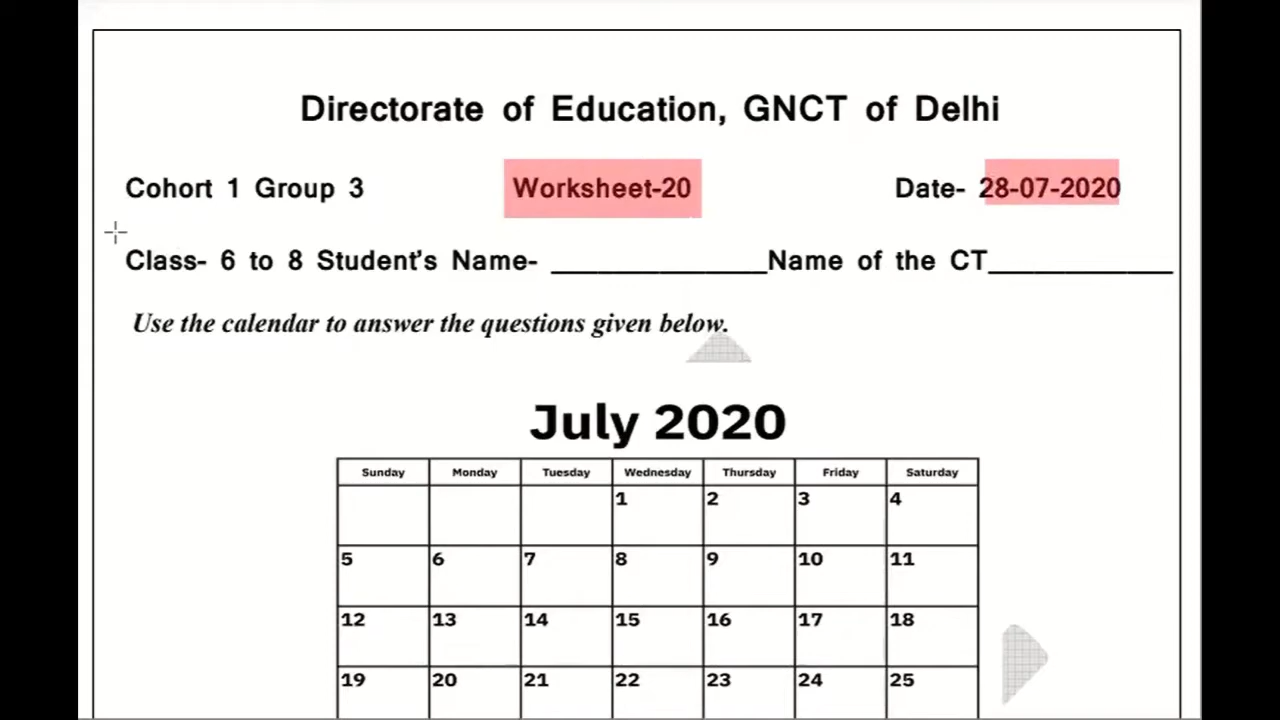 Directorate of Education, GNCT of Delhi
Cohort 1 Group 3 Worksheet-20 Date- 28-07-2020
Class- 6 to 8 Student's Name- ______________Name of the CT____________
Use the calendar to answer the questions given below.
July 2020
Sunday Monday Tuesday Wednesday Thursday Friday Saturday
1 2 3 4
5 6 7 8 9 10 11
12 13 14 15 16 17 18
19 20 21 22 23 24 25